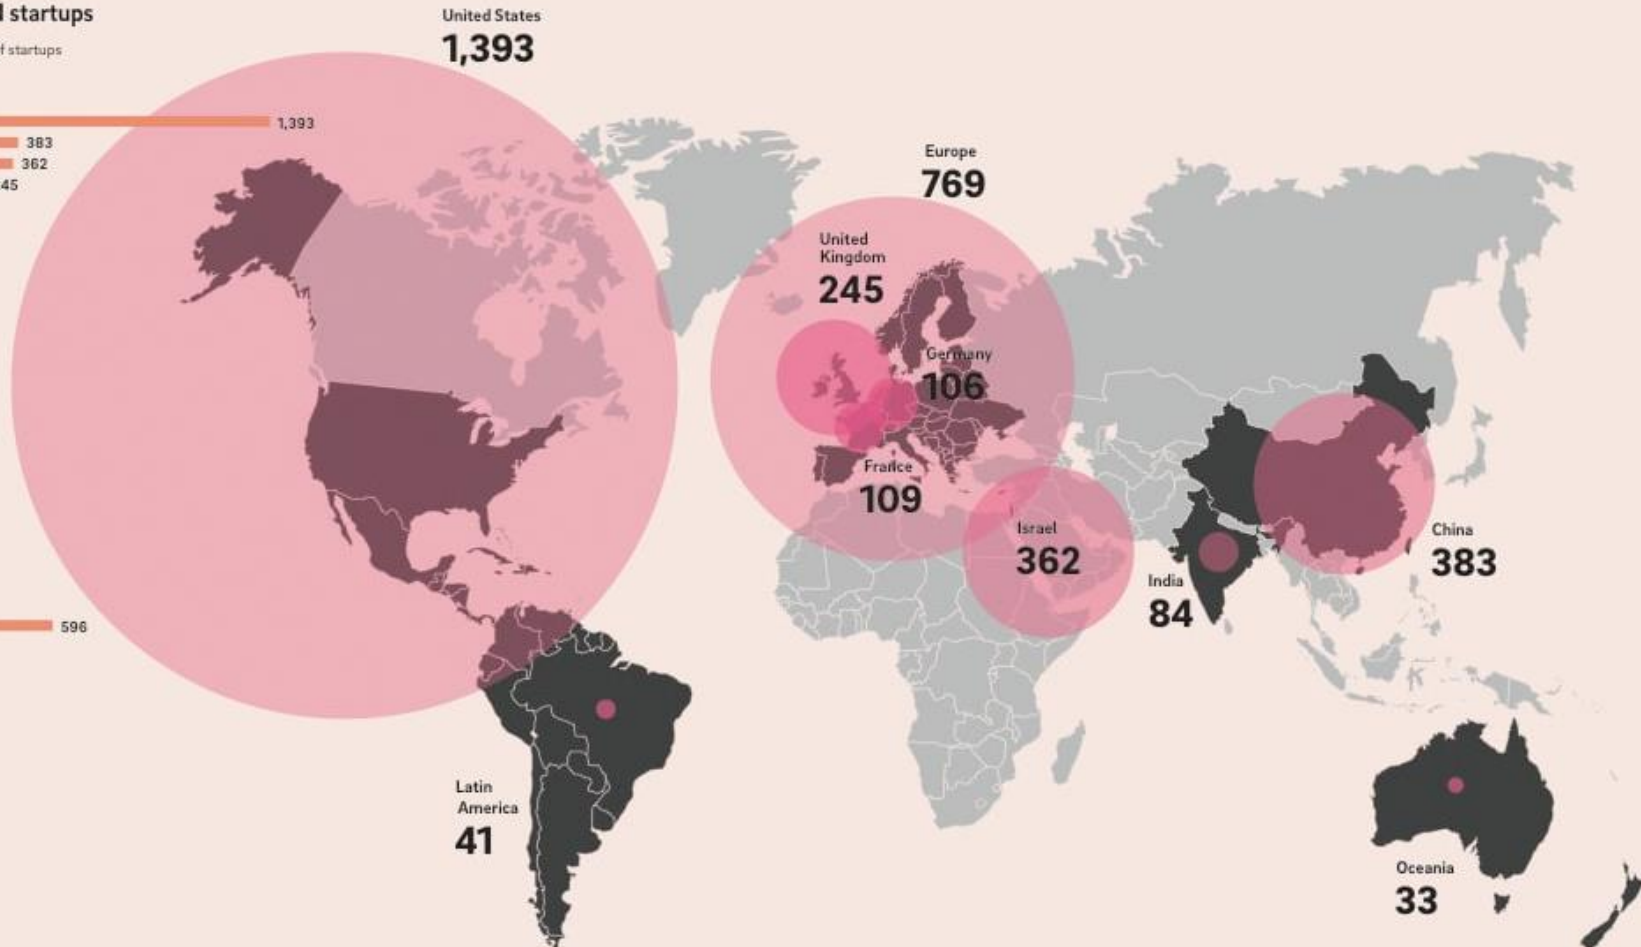 startups
f startups
1,393
383
362
45
596
United States
1,393
Europe
769
United
Kingdom
245
Germany
106
France
109
Israel
362
India
84
China
383
Latin
America
41
Oceania
33